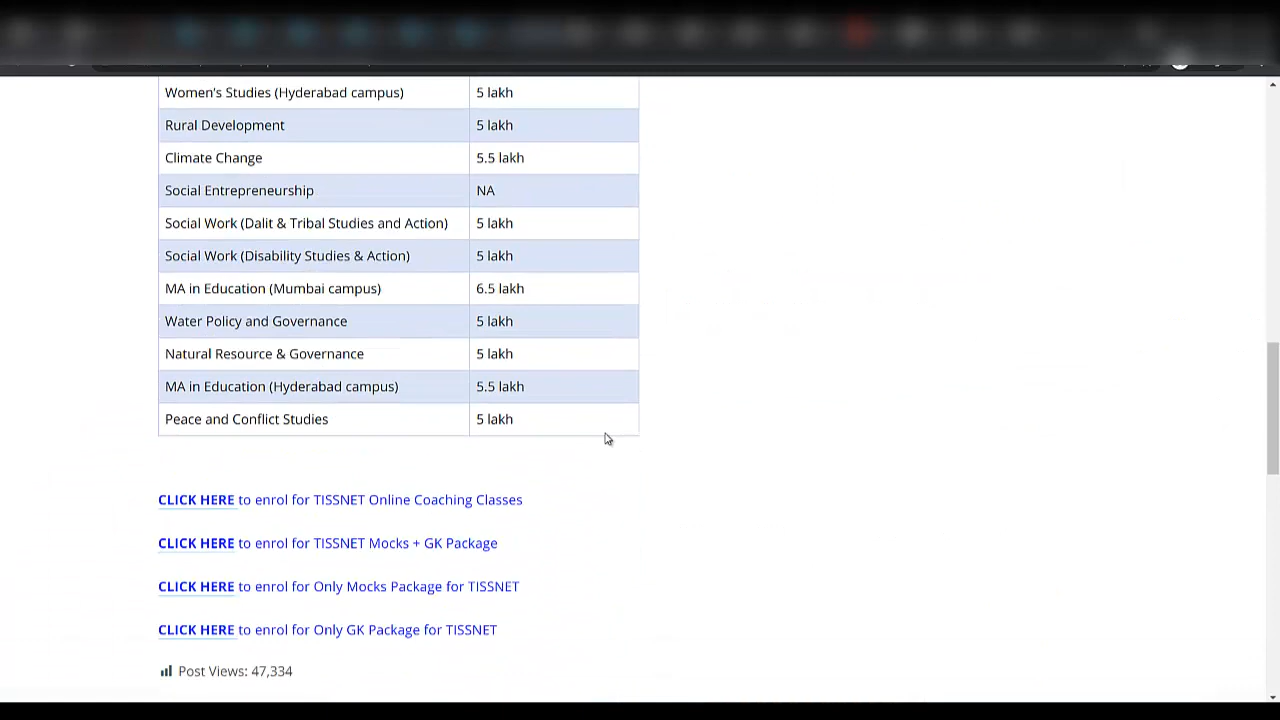 Women's Studies (Hyderabad campus) 5 lakh
Rural Development 5 lakh
Climate Change 5.5 lakh
Social Entrepreneurship NA
Social Work (Dalit & Tribal Studies and Action) 5 lakh
Social Work (Disability Studies & Action) 5 lakh
MA in Education (Mumbai campus) 6.5 lakh
Water Policy and Governance 5 lakh
Natural Resource & Governance 5 lakh
MA in Education (Hyderabad campus) 5.5 lakh
Peace and Conflict Studies 5 lakh
CLICK HERE to enrol for TISSNET Online Coaching Classes
CLICK HERE to enrol for TISSNET Mocks + GK Package
CLICK HERE to enrol for Only Mocks Package for TISSNET
CLICK HERE to enrol for Only GK Package for TISSNET
Post Views: 47,334